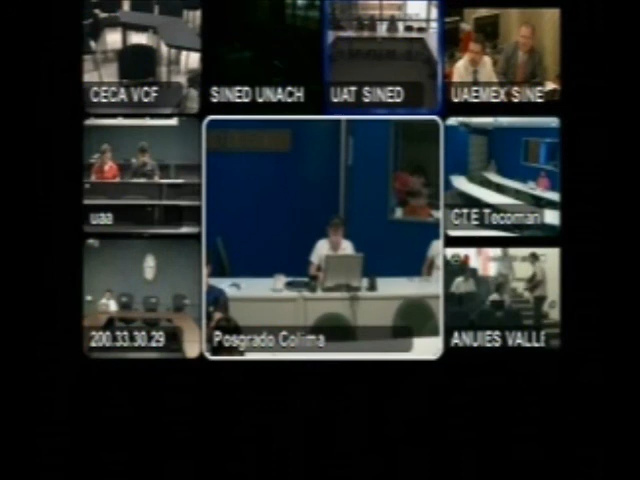 CECA VCF
SINED UNACH
UAT SINED
UAEMEX SINE
uaa
CTE Tecoman
200.33.30.29
Posgrado Colima
ANUIES VALLE